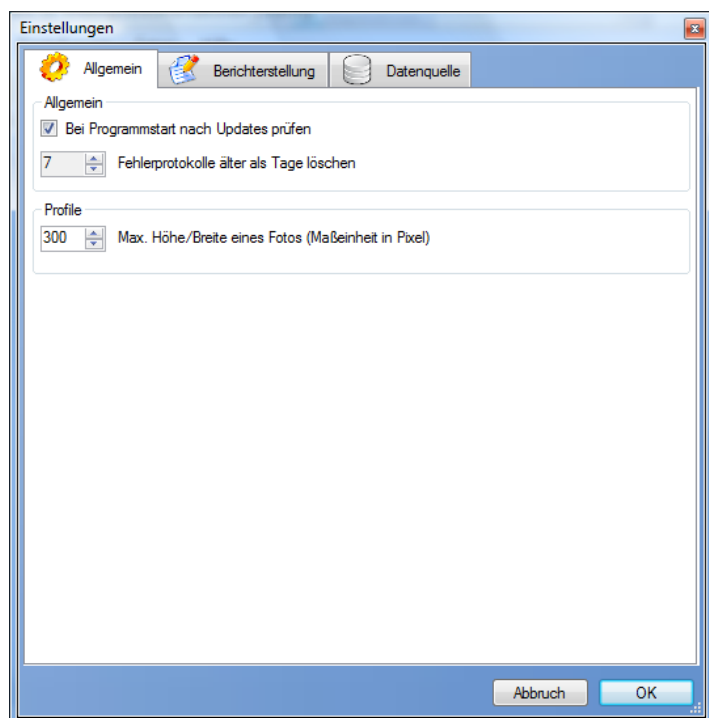 Einstellungen
Allgemein Berichterstellung Datenquelle
Allgemein
Bei Programmstart nach Updates prüfen
7 Fehlerprotokolle älter als Tage löschen
Profile
300 Max. Höhe/Breite eines Fotos (Maßeinheit in Pixel)
Abbruch OK